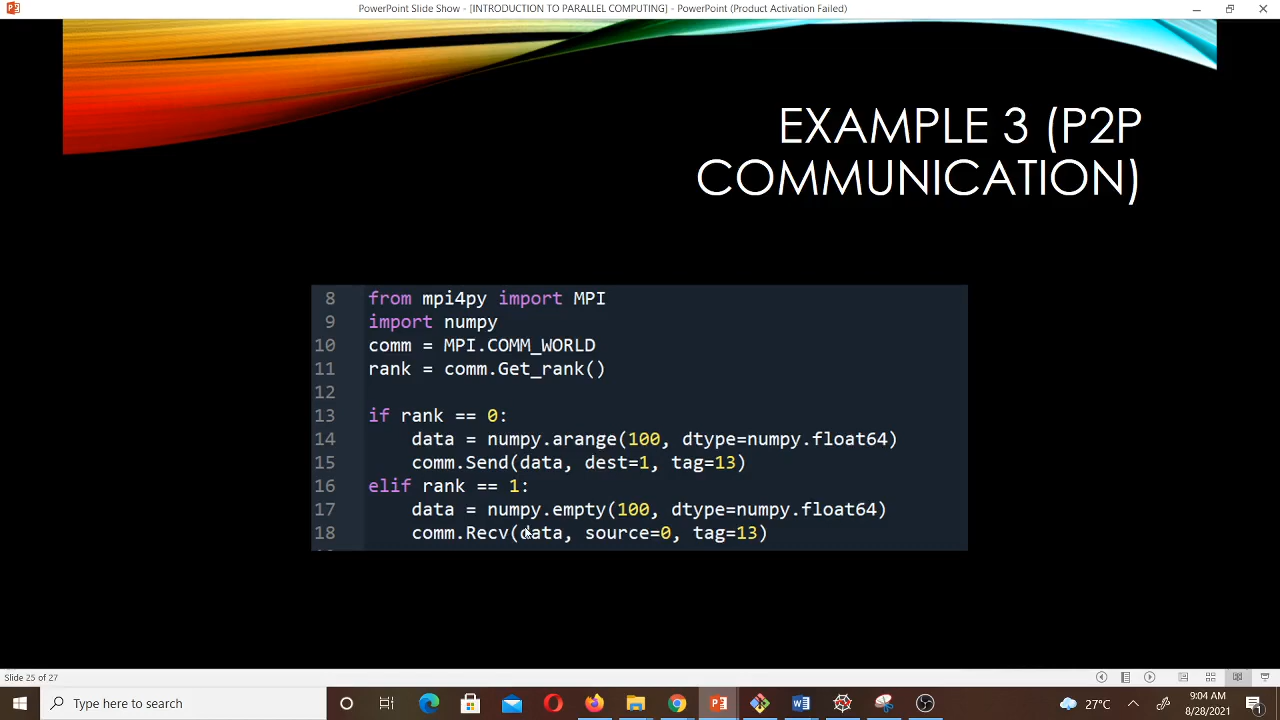 PowerPoint Slide Show - [INTRODUCTION TO PARALLEL COMPUTING] - PowerPoint (Product Activation Failed)
EXAMPLE 3 (P2P
COMMUNICATION)
8 from mpi4py import MPI
9 import numpy
10 comm = MPI.COMM_WORLD
11 rank = comm.Get_rank()
12
13 if rank == 0:
14     data = numpy.arange(100, dtype=numpy.float64)
15     comm.Send(data, dest=1, tag=13)
16 elif rank == 1:
17     data = numpy.empty(100, dtype=numpy.float64)
18     comm.Recv(data, source=0, tag=13)
Slide 25 of 27
Type here to search
27°C
9:04 AM
8/28/2021
1